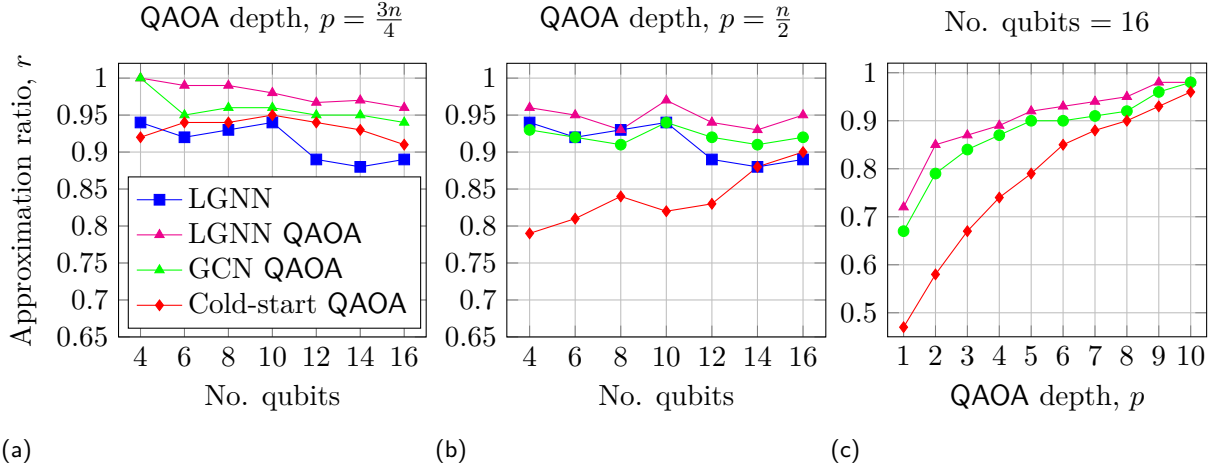 QAOA depth, p = 3n/4
Approximation ratio, r
1
0.95
0.9
0.85
0.8
0.75
0.7
0.65
LGNN
LGNN QAOA
GCN QAOA
Cold-start QAOA
4 6 8 10 12 14 16
No. qubits
(a)
QAOA depth, p = n/2
1
0.95
0.9
0.85
0.8
0.75
0.7
0.65
4 6 8 10 12 14 16
No. qubits
(b)
No. qubits = 16
1
0.9
0.8
0.7
0.6
0.5
1 2 3 4 5 6 7 8 9 10
QAOA depth, p
(c)